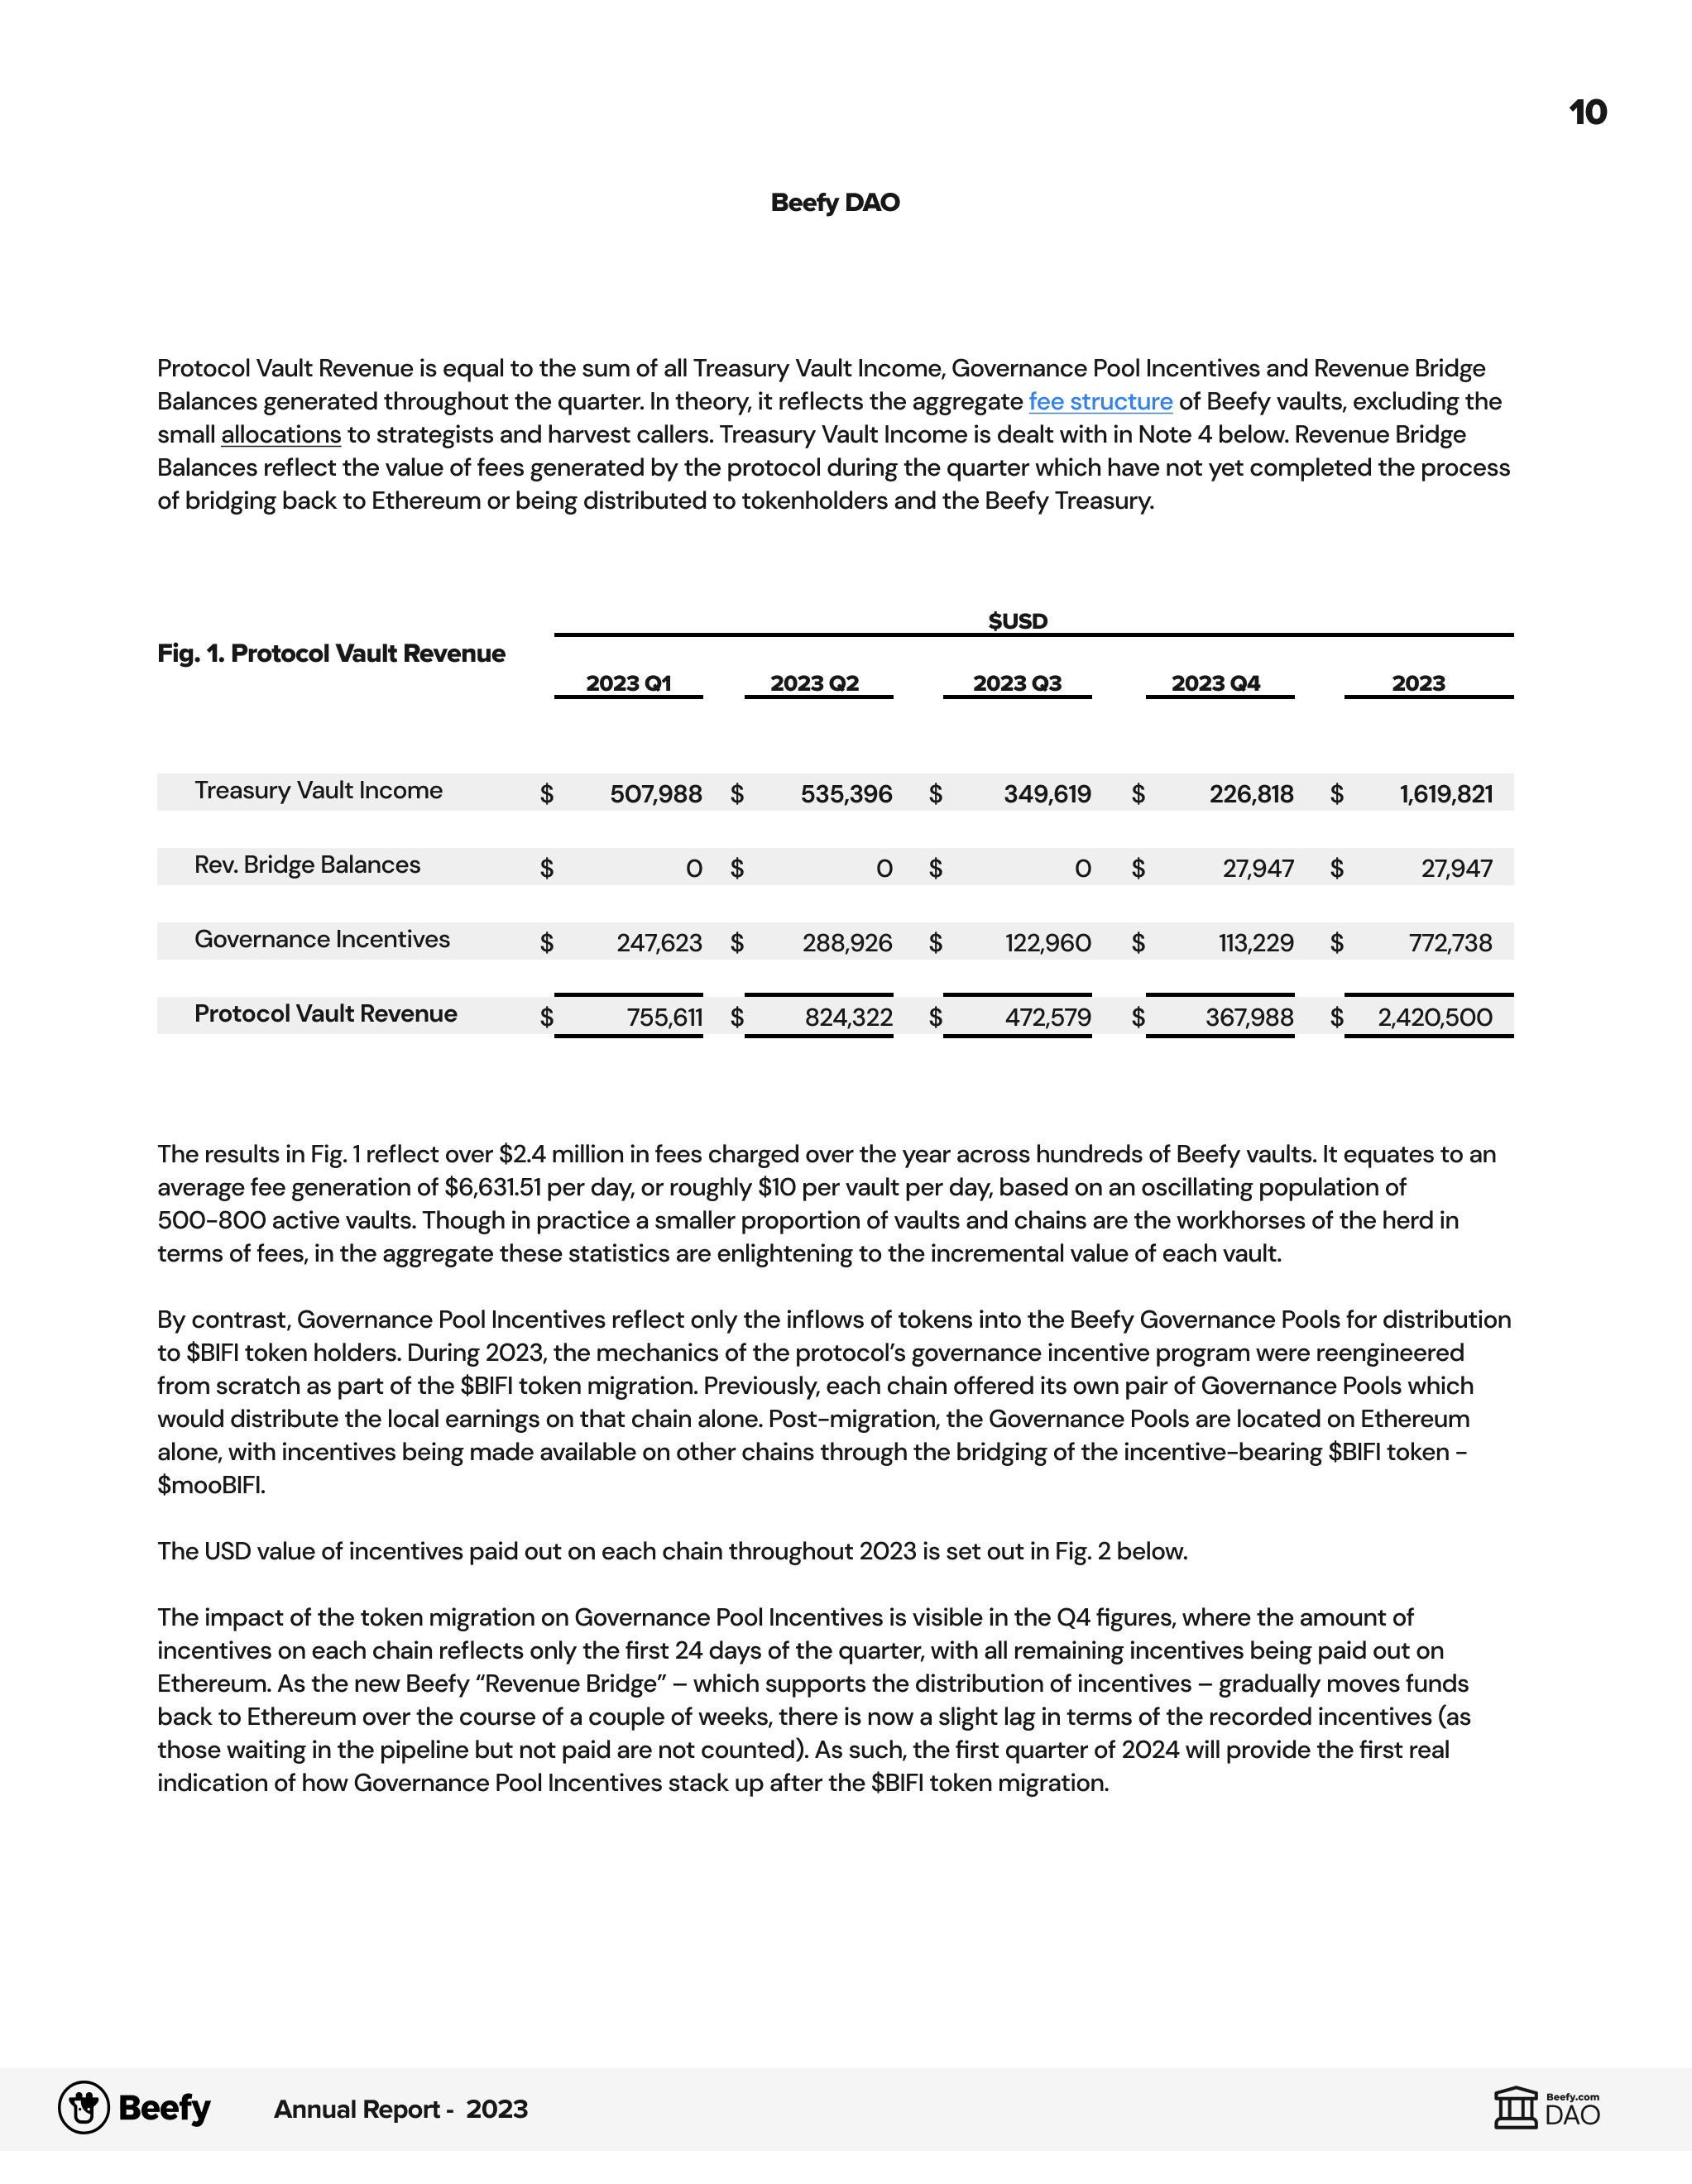 10
Beefy DAO
Protocol Vault Revenue is equal to the sum of all Treasury Vault Income, Governance Pool Incentives and Revenue Bridge
Balances generated throughout the quarter. In theory, it reflects the aggregate fee structure of Beefy vaults, excluding the
small allocations to strategists and harvest callers. Treasury Vault Income is dealt with in Note 4 below. Revenue Bridge
Balances reflect the value of fees generated by the protocol during the quarter which have not yet completed the process
of bridging back to Ethereum or being distributed to tokenholders and the Beefy Treasury.
$USD
Fig. 1. Protocol Vault Revenue
2023 Q1 2023 Q2 2023 Q3 2023 Q4 2023
Treasury Vault Income $ 507,988 $ 535,396 $ 349,619 $ 226,818 $ 1,619,821
Rev. Bridge Balances $ 0 $ 0 $ 0 $ 27,947 $ 27,947
Governance Incentives $ 247,623 $ 288,926 $ 122,960 $ 113,229 $ 772,738
Protocol Vault Revenue $ 755,611 $ 824,322 $ 472,579 $ 367,988 $ 2,420,500
The results in Fig. 1 reflect over $2.4 million in fees charged over the year across hundreds of Beefy vaults. It equates to an
average fee generation of $6,631.51 per day, or roughly $10 per vault per day, based on an oscillating population of
500-800 active vaults. Though in practice a smaller proportion of vaults and chains are the workhorses of the herd in
terms of fees, in the aggregate these statistics are enlightening to the incremental value of each vault.
By contrast, Governance Pool Incentives reflect only the inflows of tokens into the Beefy Governance Pools for distribution
to $BIFI token holders. During 2023, the mechanics of the protocol’s governance incentive program were reengineered
from scratch as part of the $BIFI token migration. Previously, each chain offered its own pair of Governance Pools which
would distribute the local earnings on that chain alone. Post-migration, the Governance Pools are located on Ethereum
alone, with incentives being made available on other chains through the bridging of the incentive-bearing $BIFI token -
$mooBIFI.
The USD value of incentives paid out on each chain throughout 2023 is set out in Fig. 2 below.
The impact of the token migration on Governance Pool Incentives is visible in the Q4 figures, where the amount of
incentives on each chain reflects only the first 24 days of the quarter, with all remaining incentives being paid out on
Ethereum. As the new Beefy “Revenue Bridge” – which supports the distribution of incentives – gradually moves funds
back to Ethereum over the course of a couple of weeks, there is now a slight lag in terms of the recorded incentives (as
those waiting in the pipeline but not paid are not counted). As such, the first quarter of 2024 will provide the first real
indication of how Governance Pool Incentives stack up after the $BIFI token migration.
Beefy Annual Report - 2023
Beefy.com
DAO